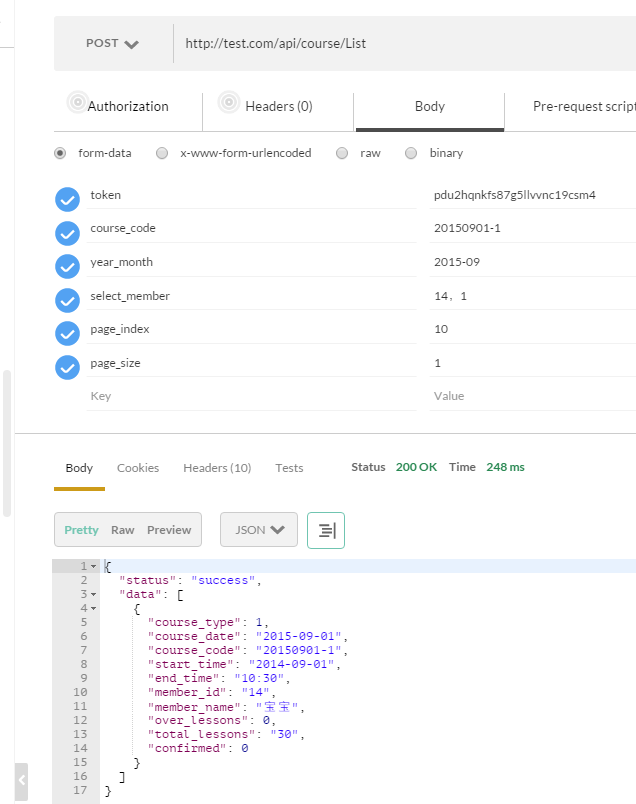 POST http://test.com/api/course/List
Authorization Headers (0) Body Pre-request script
form-data x-www-form-urlencoded raw binary
token pdu2hqnkfs87g5llvvnc19csm4
course_code 20150901-1
year_month 2015-09
select_member 14，1
page_index 10
page_size 1
Key Value
Body Cookies Headers (10) Tests Status 200 OK Time 248 ms
Pretty Raw Preview JSON
1 {
2 "status": "success",
3 "data": [
4 {
5 "course_type": 1,
6 "course_date": "2015-09-01",
7 "course_code": "20150901-1",
8 "start_time": "2014-09-01",
9 "end_time": "10:30",
10 "member_id": "14",
11 "member_name": "宝宝",
12 "over_lessons": 0,
13 "total_lessons": "30",
14 "confirmed": 0
15 }
16 ]
17 }